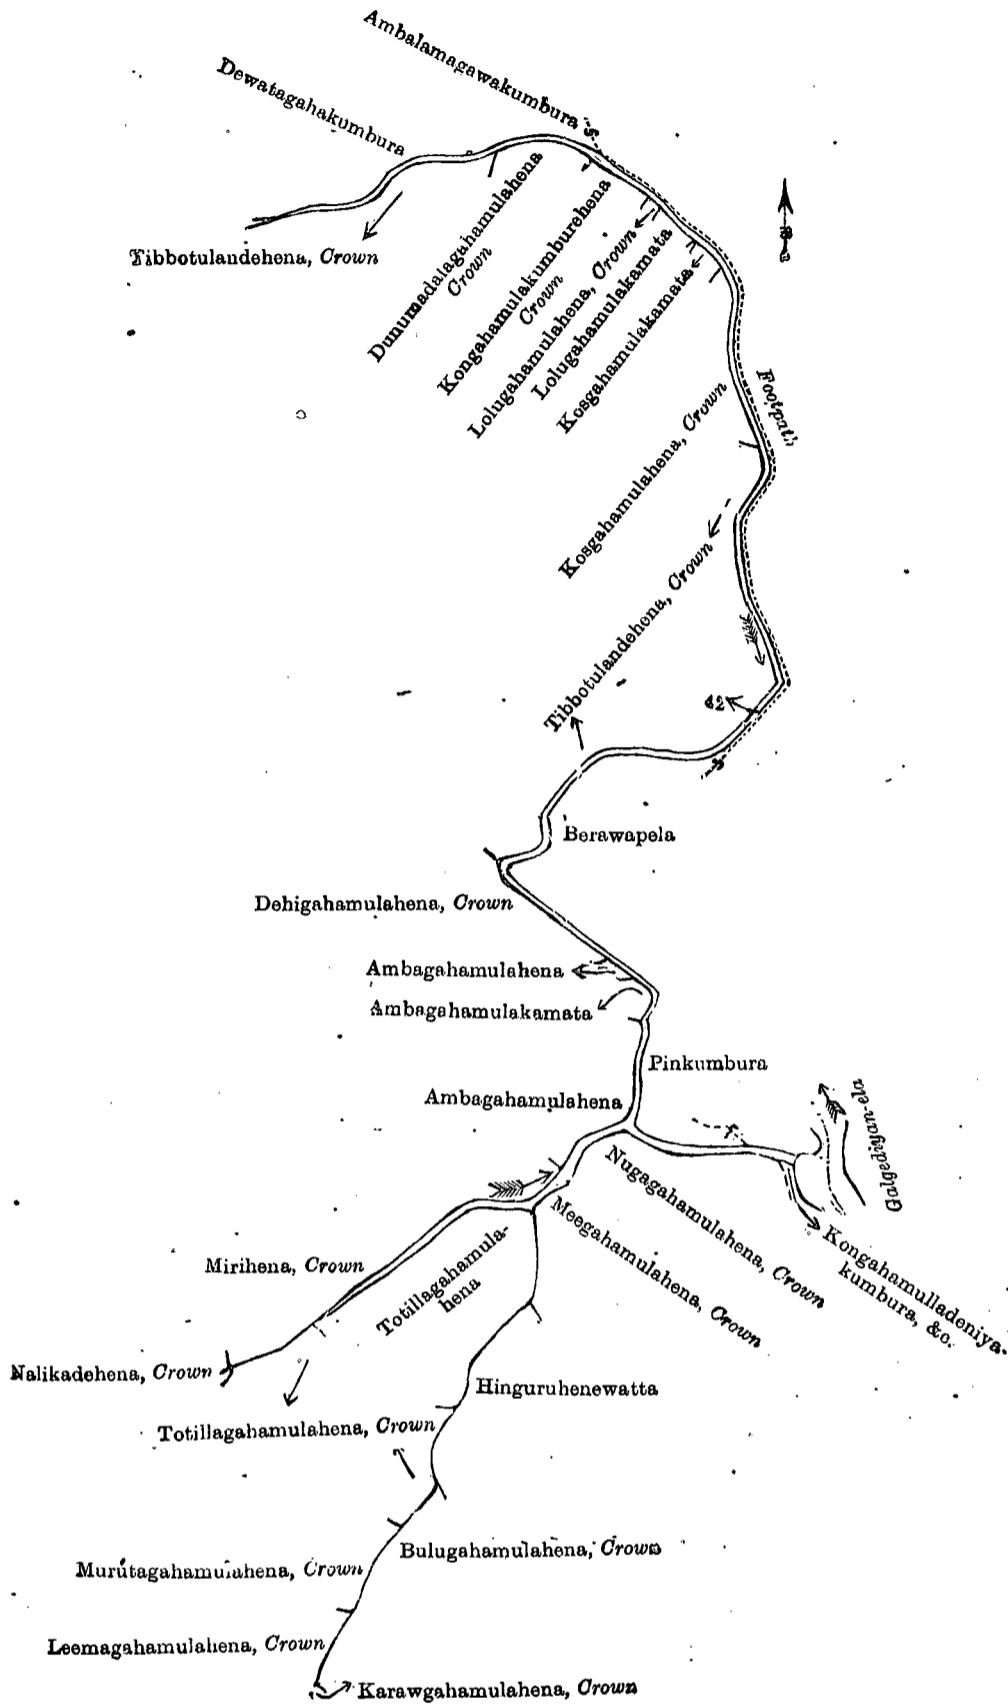 Ambalamagawakumbura
Dewatagahakumbura
Tibbotulandehena, Crown
Dunumadalagahamulahena
Crown
Kongahamulakumburehena
Crown
Lolugahamulahena, Crown
Lolugahamulakamata
Kosgahamulakamata
Footpath
Kosgahamulahena, Crown
Tibbotulandehena, Crown
42
Berawapela
Dehigahamulahena, Crown
Ambagahamulahena
Ambagahamulakamata
Pinkumbura
Ambagahamulahena
Galgediyan-ela
Nugagahamulahena, Crown
Meegahamulahena, Crown
Kongahamulladeniya-
kumbura, &c.
Mirihena, Crown
Totillagahamula-
hena
Nalikadehena, Crown
Hinguruhenewatta
Totillagahamulahena, Crown
Bulugahamulahena, Crown
Murutagahamulahena, Crown
Leemagahamulahena, Crown
Karawgahamulahena, Crown